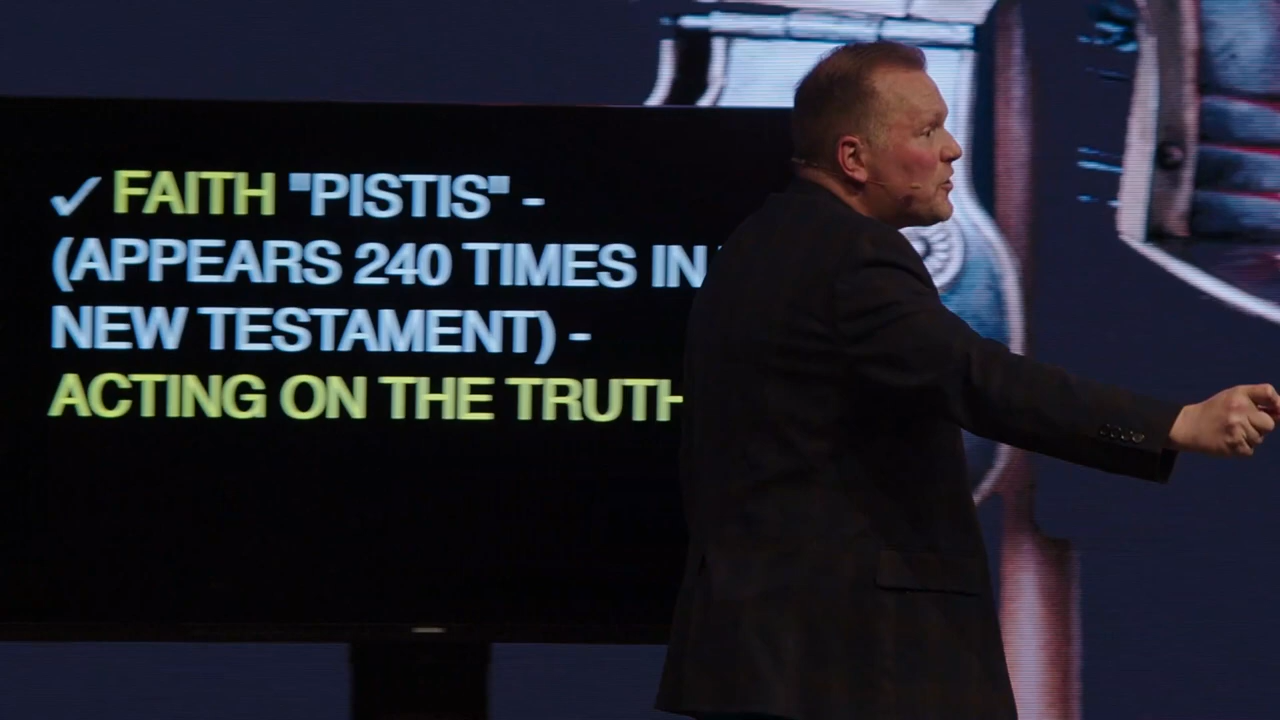 ✓ FAITH "PISTIS" -
(APPEARS 240 TIMES IN
NEW TESTAMENT) -
ACTING ON THE TRUTH